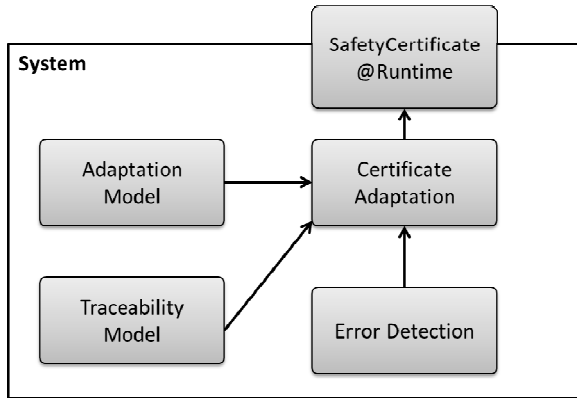 SafetyCertificate
@Runtime
System
Adaptation
Model
Certificate
Adaptation
Traceability
Model
Error Detection